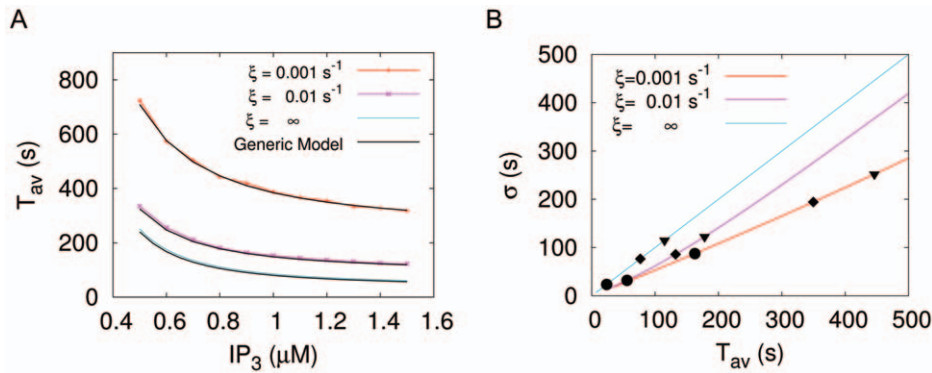 A
T_av (s)
800
600
400
200
0
ξ = 0.001 s⁻¹
ξ = 0.01 s⁻¹
ξ = ∞
Generic Model
0.4 0.6 0.8 1 1.2 1.4 1.6
IP₃ (μM)
B
σ (s)
500
400
300
200
100
0
ξ=0.001 s⁻¹
ξ= 0.01 s⁻¹
ξ= ∞
0 100 200 300 400 500
T_av (s)